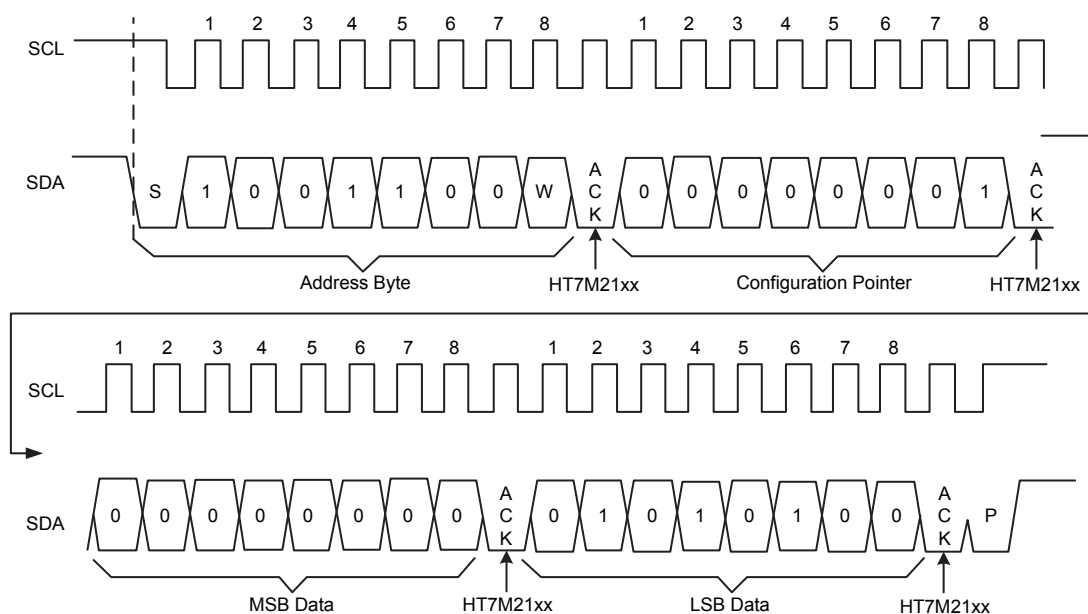 1 2 3 4 5 6 7 8 1 2 3 4 5 6 7 8
SCL
SDA S 1 0 0 1 1 0 0 W ACK 0 0 0 0 0 0 0 1 ACK
Address Byte HT7M21xx Configuration Pointer HT7M21xx
1 2 3 4 5 6 7 8 1 2 3 4 5 6 7 8
SCL
SDA 0 0 0 0 0 0 0 0 ACK 0 1 0 1 0 1 0 0 ACK P
MSB Data HT7M21xx LSB Data HT7M21xx